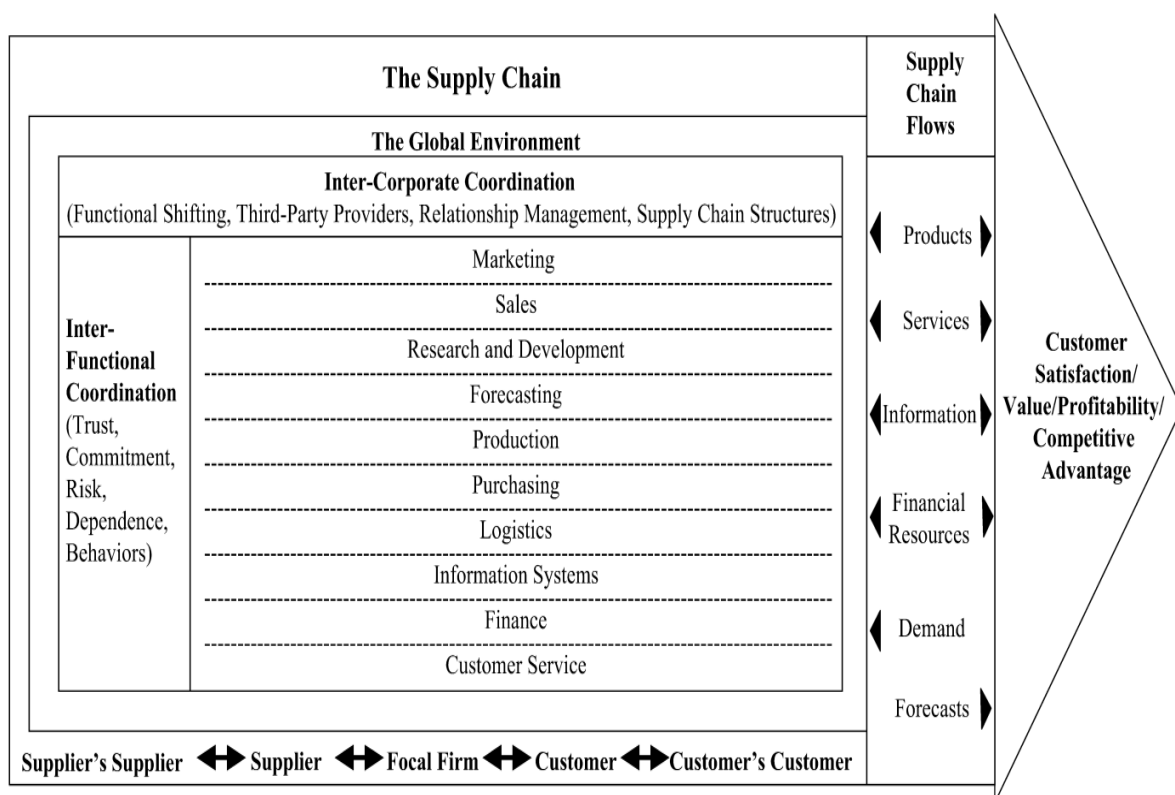 The Supply Chain
The Global Environment
Inter-Corporate Coordination
(Functional Shifting, Third-Party Providers, Relationship Management, Supply Chain Structures)
Inter-
Functional
Coordination
(Trust,
Commitment,
Risk,
Dependence,
Behaviors)
Marketing
Sales
Research and Development
Forecasting
Production
Purchasing
Logistics
Information Systems
Finance
Customer Service
Supplier's Supplier Supplier Focal Firm Customer Customer's Customer
Supply
Chain
Flows
Products
Services
Information
Financial
Resources
Demand
Forecasts
Customer
Satisfaction/
Value/Profitability/
Competitive
Advantage